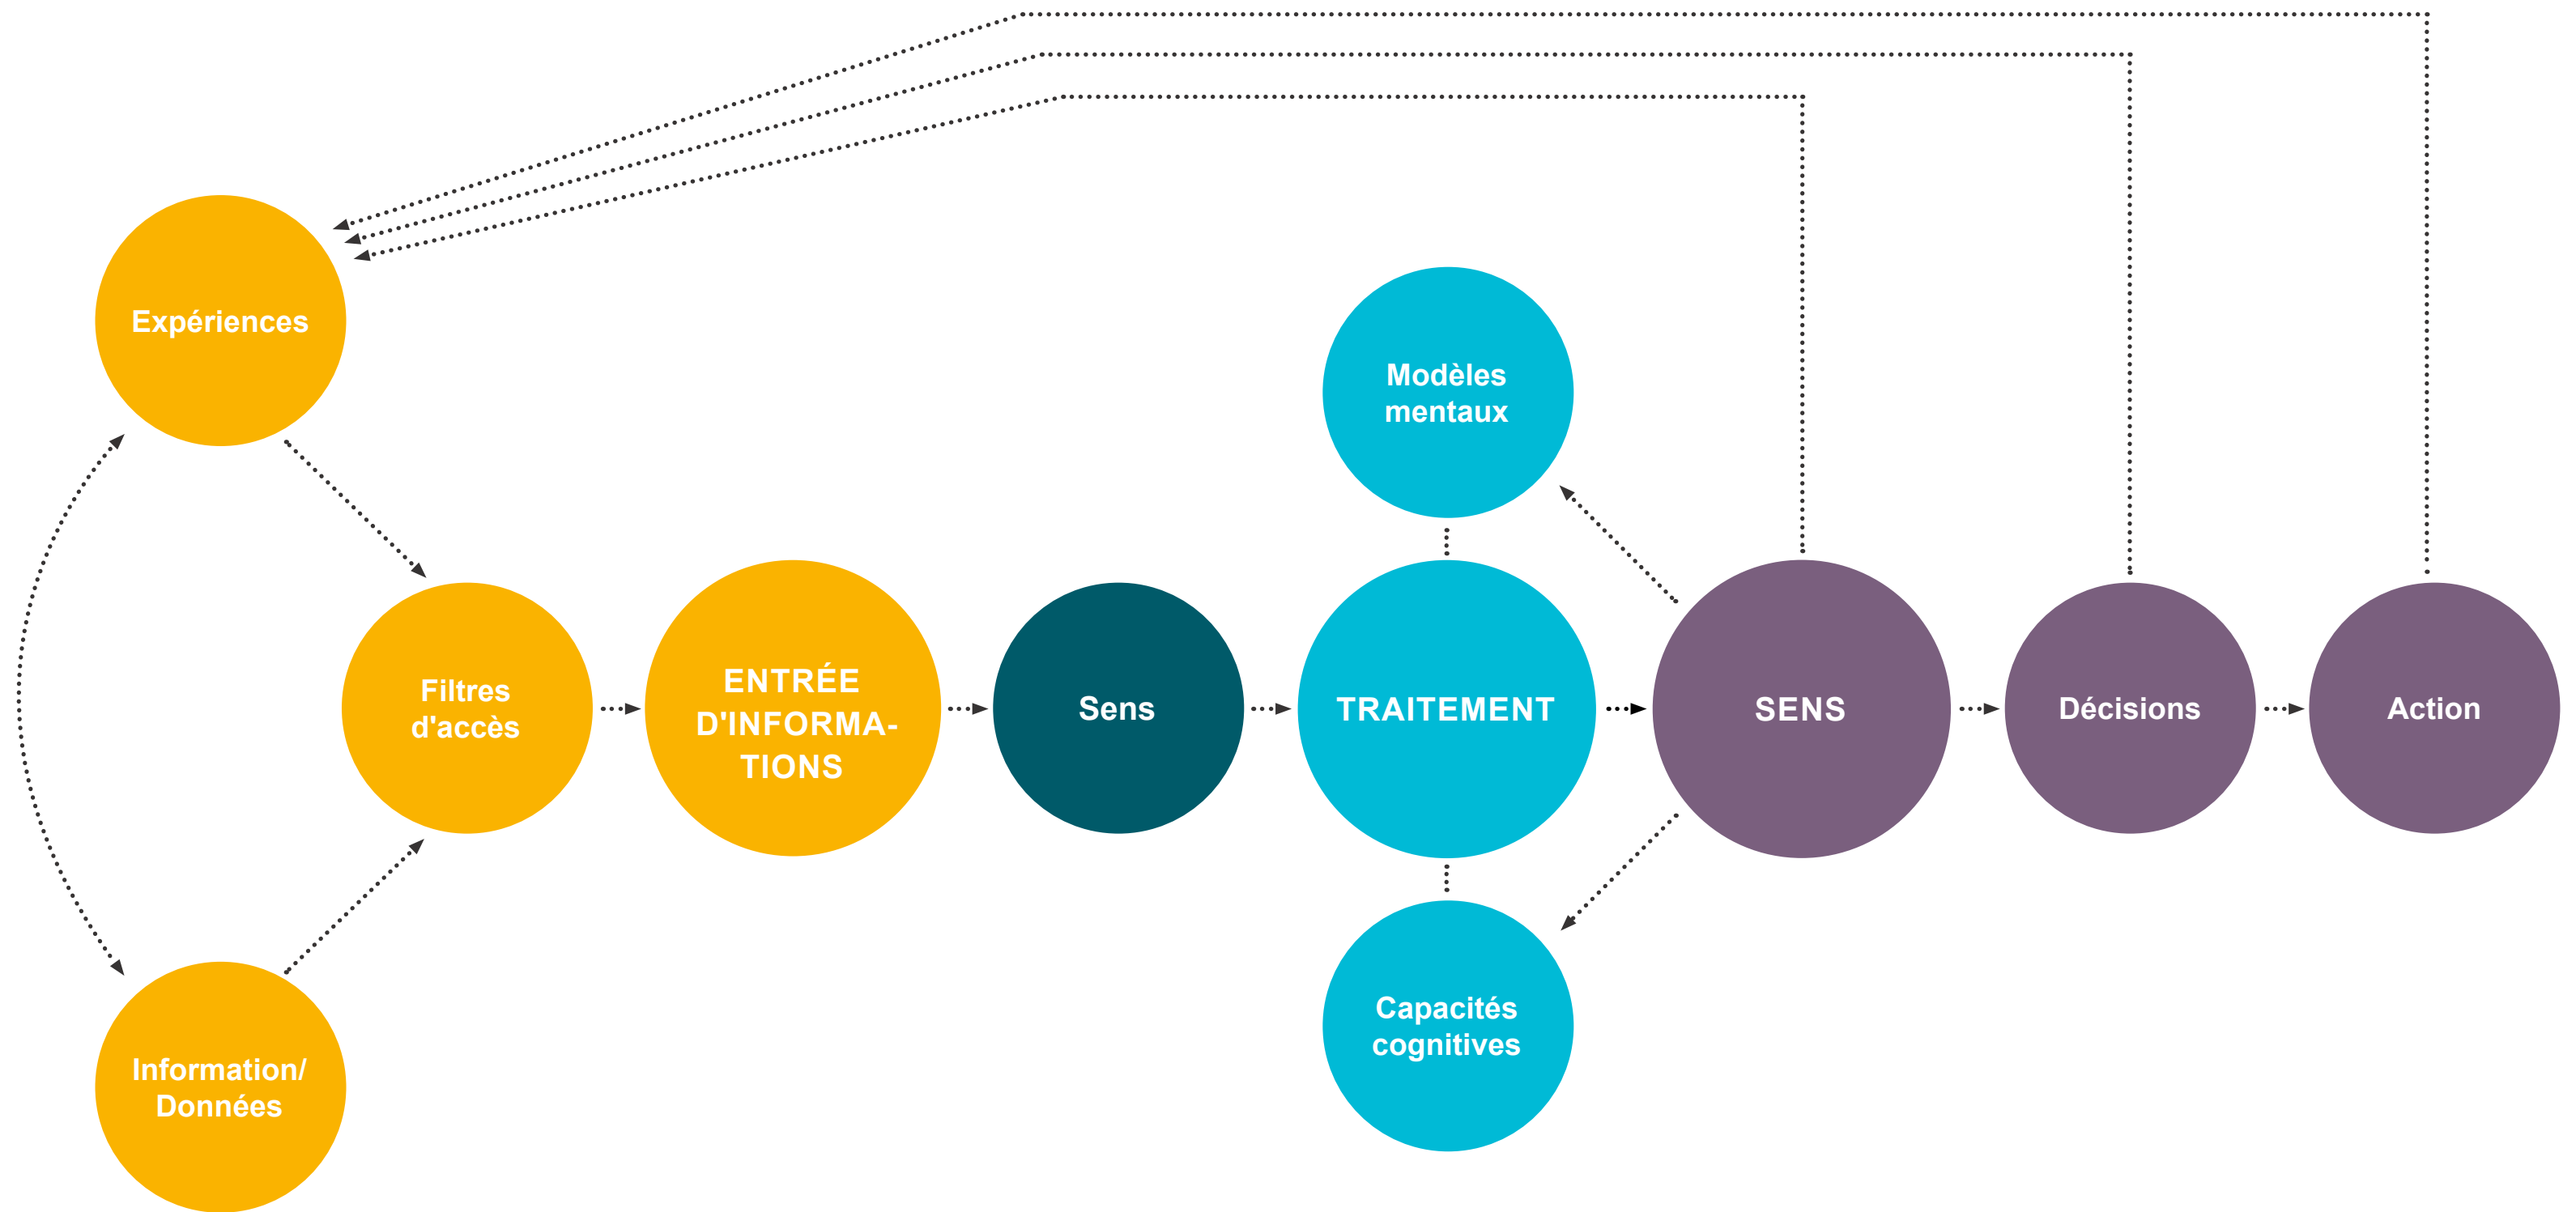 Expériences
Modèles
mentaux
Filtres
d'accès
ENTRÉE
D'INFORMA-
TIONS
Sens
TRAITEMENT
SENS
Décisions
Action
Capacités
cognitives
Information/
Données